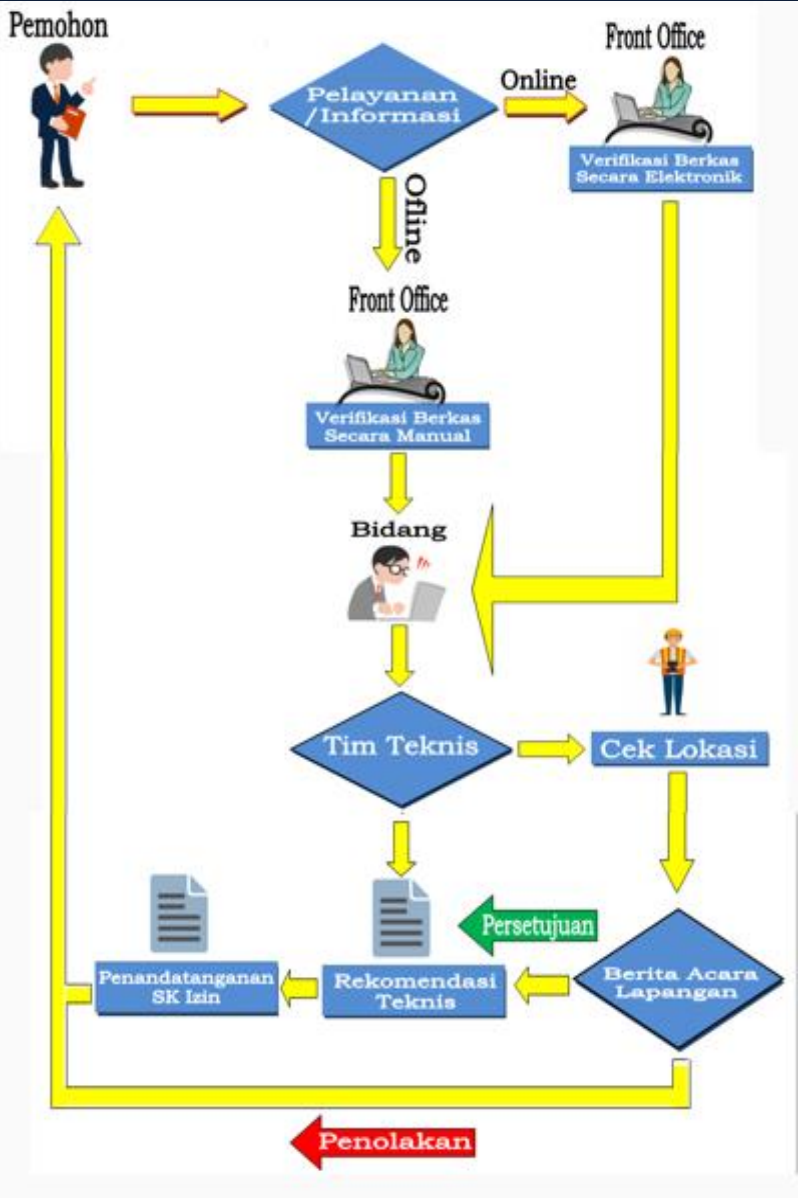 Pemohon
Pelayanan
/Informasi
Online
Front Office
Verifikasi Berkas
Secara Elektronik
Ofline
Front Office
Verifikasi Berkas
Secara Manual
Bidang
Tim Teknis
Cek Lokasi
Persetujuan
Berita Acara
Lapangan
Rekomendasi
Teknis
Penandatanganan
SK Izin
Penolakan